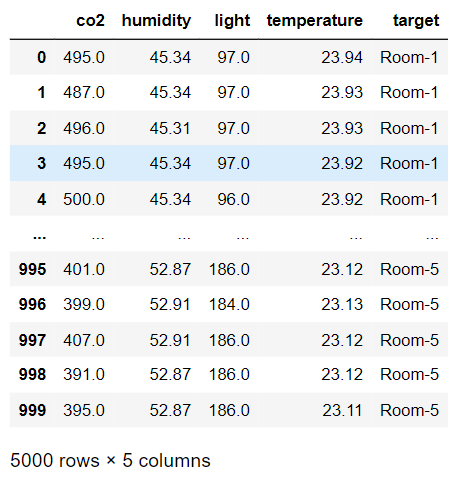 co2 humidity light temperature target
0 495.0 45.34 97.0 23.94 Room-1
1 487.0 45.34 97.0 23.93 Room-1
2 496.0 45.31 97.0 23.93 Room-1
3 495.0 45.34 97.0 23.92 Room-1
4 500.0 45.34 96.0 23.92 Room-1
... ... ... ... ... ...
995 401.0 52.87 186.0 23.12 Room-5
996 399.0 52.91 184.0 23.13 Room-5
997 407.0 52.91 186.0 23.12 Room-5
998 391.0 52.87 186.0 23.12 Room-5
999 395.0 52.87 186.0 23.11 Room-5
5000 rows × 5 columns